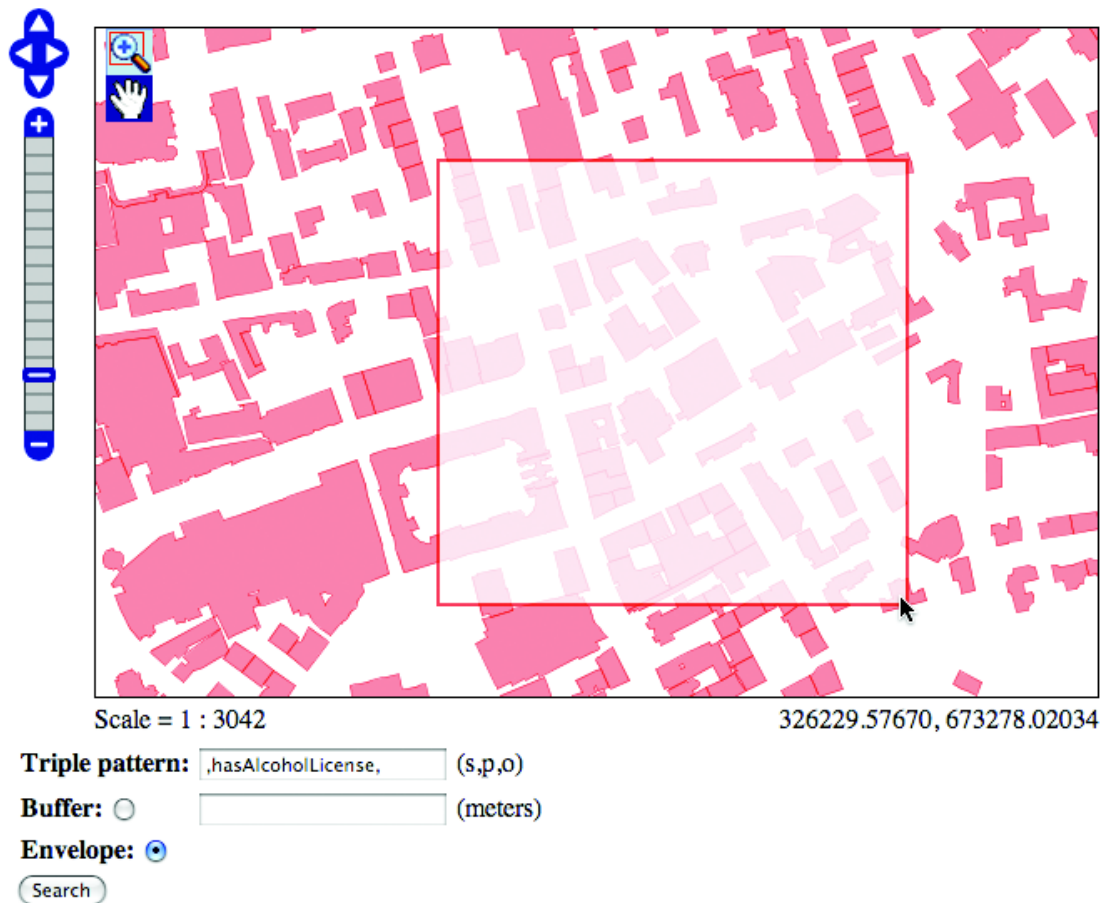 Scale = 1 : 3042 326229.57670, 673278.02034
Triple pattern: ,hasAlcoholLicense, (s,p,o)
Buffer: (meters)
Envelope:
Search